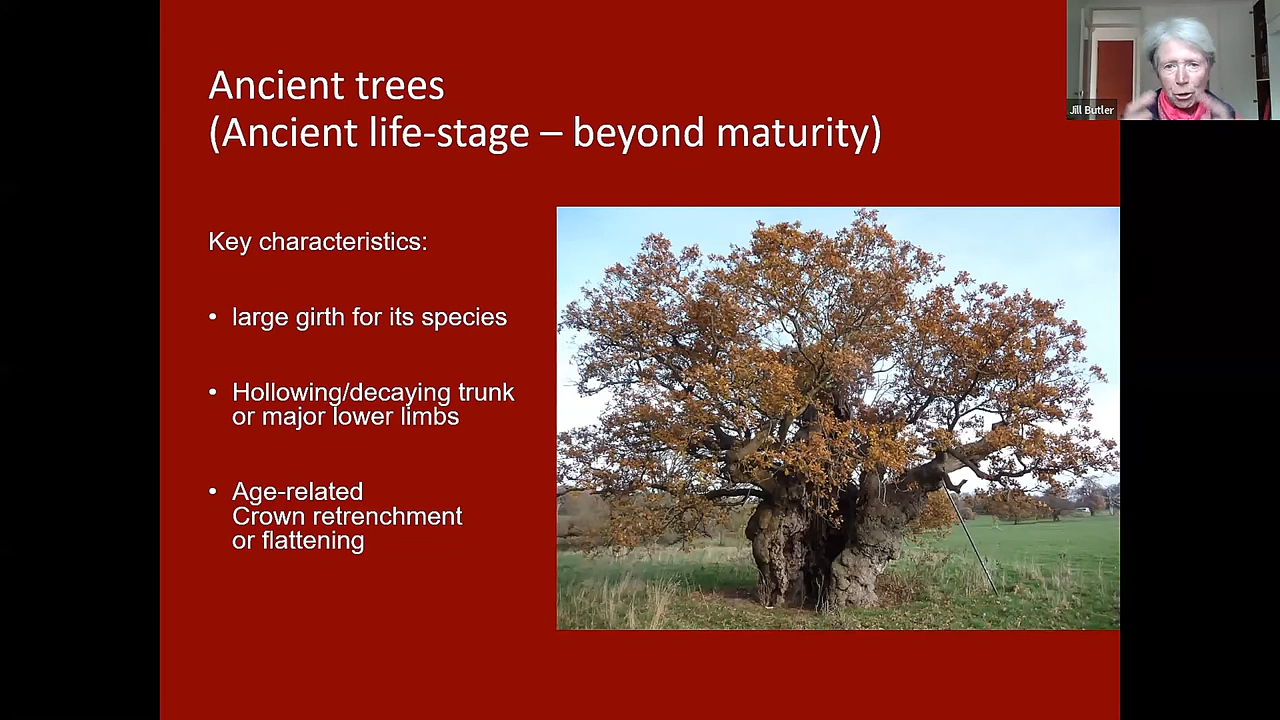 Ancient trees
(Ancient life-stage – beyond maturity)
Jill Butler
Key characteristics:
• large girth for its species
• Hollowing/decaying trunk
or major lower limbs
• Age-related
Crown retrenchment
or flattening